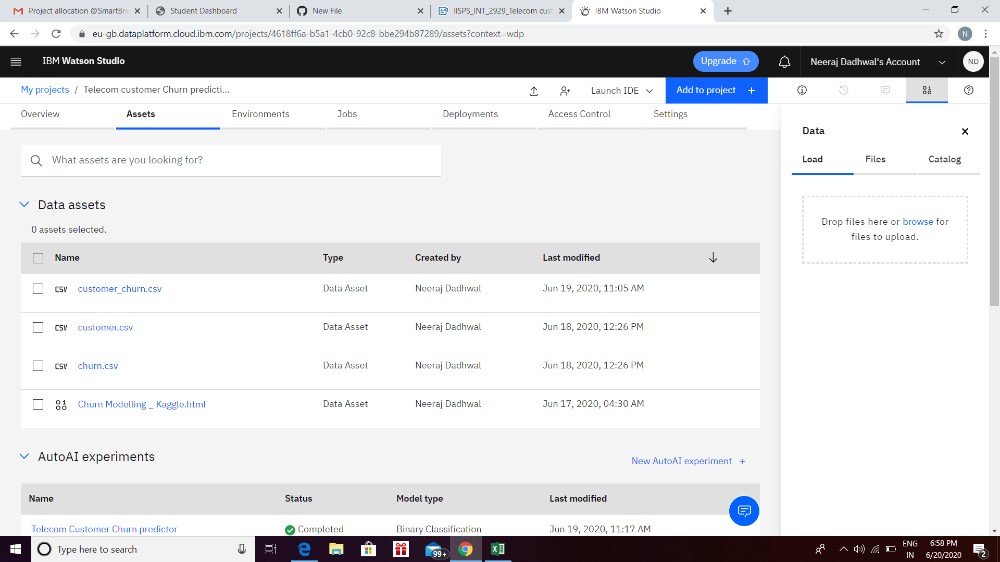 Project allocation @SmartBri
Student Dashboard
New File
IISPS_INT_2929_Telecom cust
IBM Watson Studio
eu-gb.dataplatform.cloud.ibm.com/projects/4618ff6a-b5a1-4cb0-92c8-bbe294b87289/assets?context=wdp
N
IBM Watson Studio
Upgrade
Neeraj Dadhwal's Account
ND
My projects / Telecom customer Churn predicti...
Launch IDE
Add to project +
Overview
Assets
Environments
Jobs
Deployments
Access Control
Settings
Data
Load
Files
Catalog
Drop files here or browse for
files to upload.
What assets are you looking for?
Data assets
0 assets selected.
Name Type Created by Last modified
CSV customer_churn.csv Data Asset Neeraj Dadhwal Jun 19, 2020, 11:05 AM
CSV customer.csv Data Asset Neeraj Dadhwal Jun 18, 2020, 12:26 PM
CSV churn.csv Data Asset Neeraj Dadhwal Jun 18, 2020, 12:26 PM
Churn Modelling _ Kaggle.html Data Asset Neeraj Dadhwal Jun 17, 2020, 04:30 AM
AutoAI experiments
New AutoAI experiment +
Name Status Model type Last modified
Telecom Customer Churn predictor Completed Binary Classification Jun 19, 2020, 11:17 AM
Type here to search
99+
ENG
IN
6:58 PM
6/20/2020
2